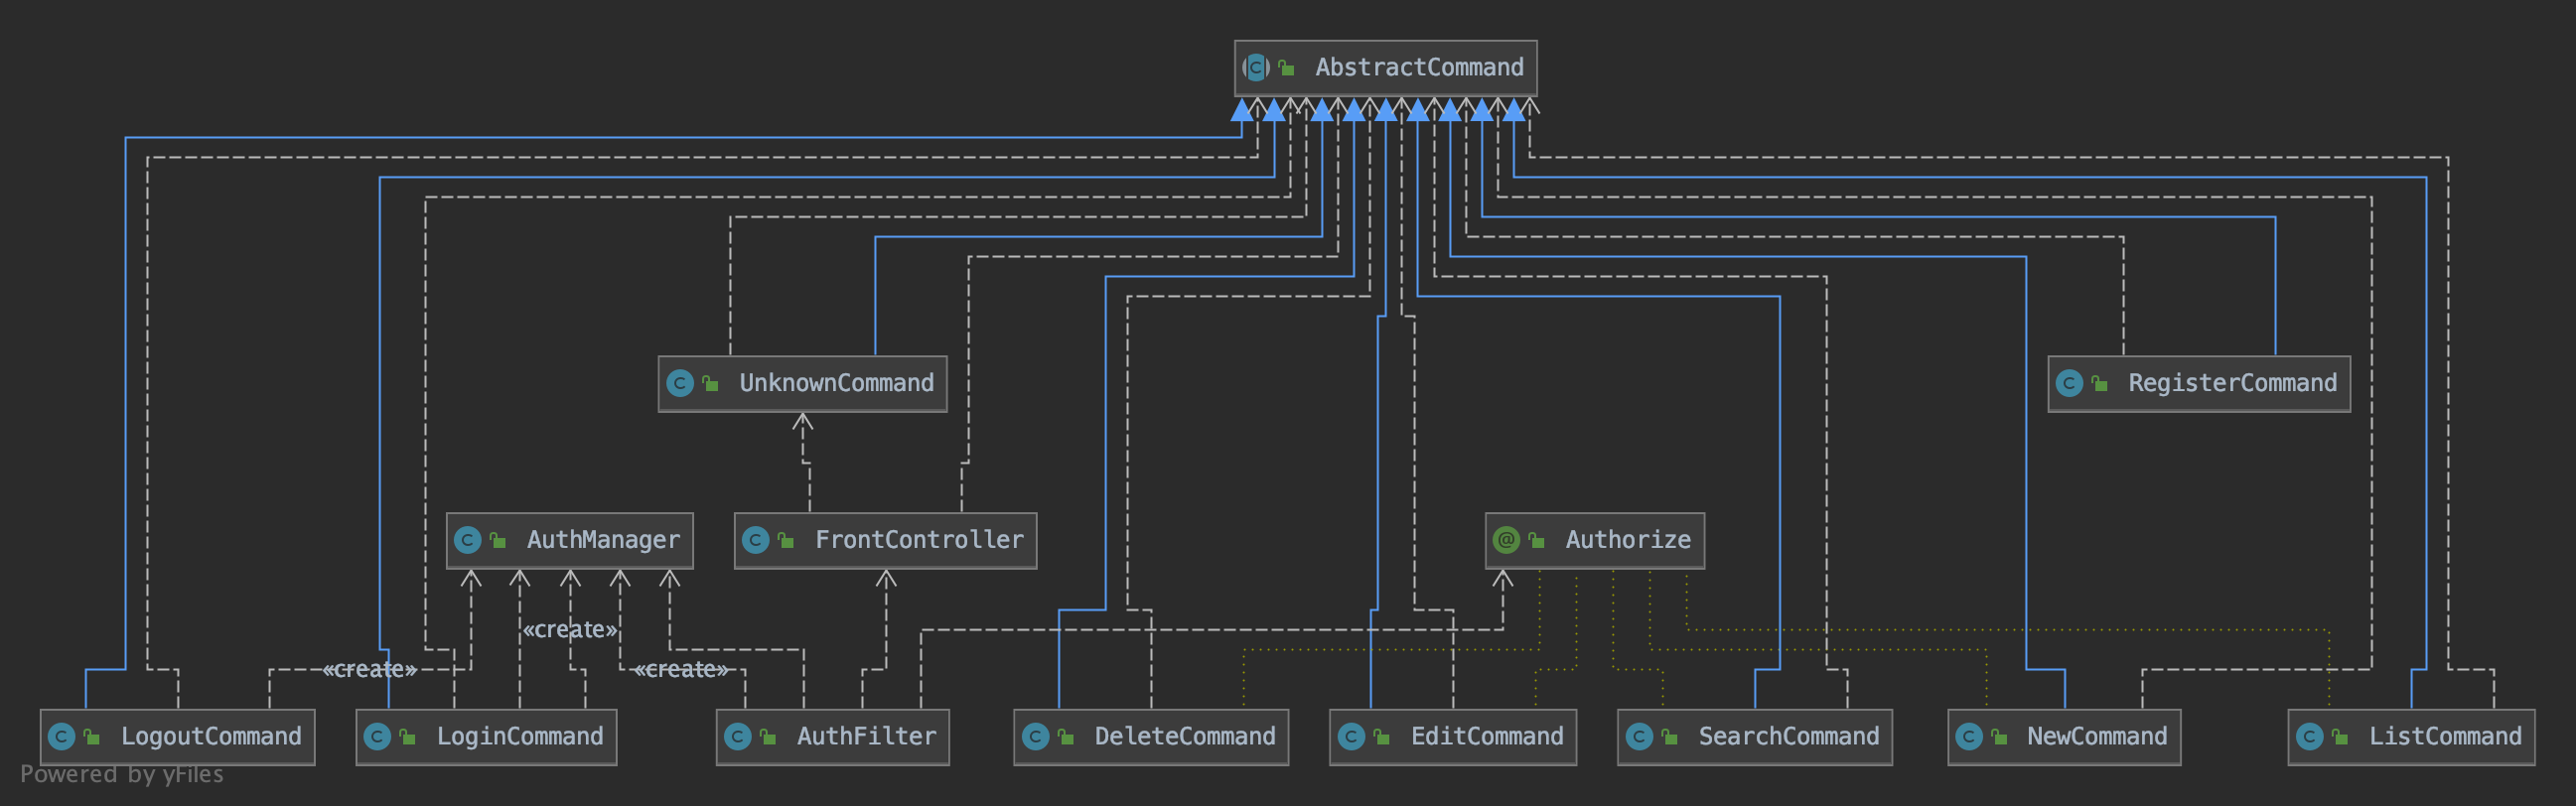 AbstractCommand
UnknownCommand
RegisterCommand
AuthManager
FrontController
Authorize
«create»
«create»
«create»
LogoutCommand
LoginCommand
AuthFilter
DeleteCommand
EditCommand
SearchCommand
NewCommand
ListCommand
Powered by yFiles